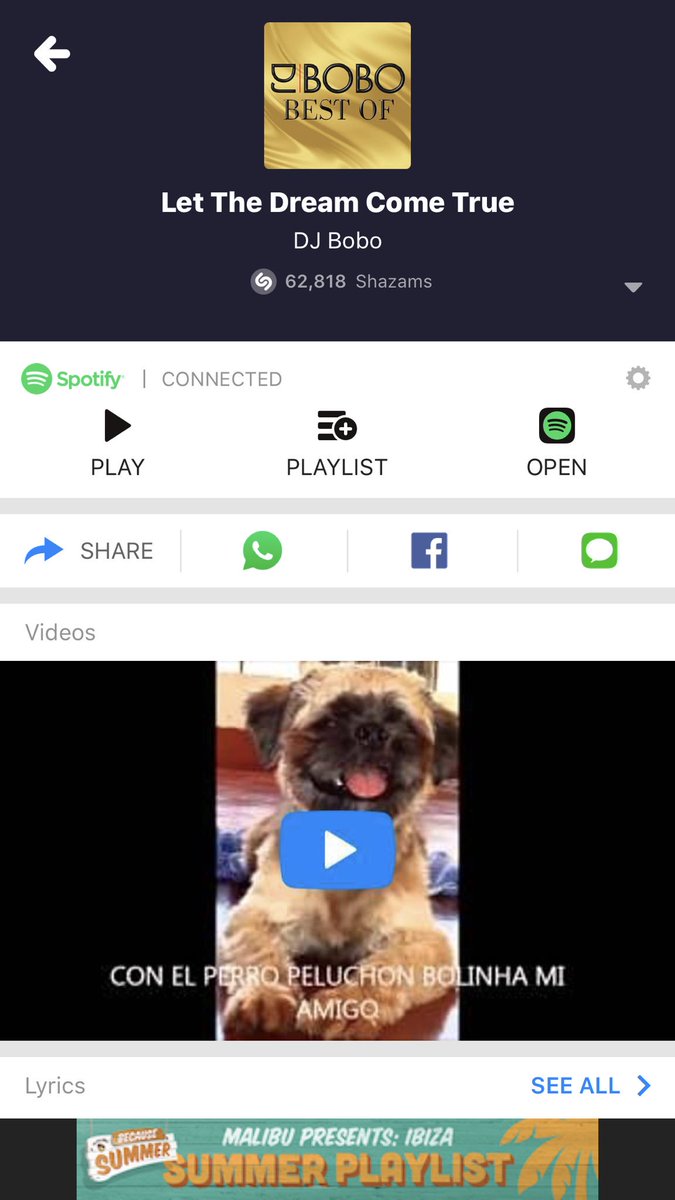 DJ BOBO
BEST OF
Let The Dream Come True
DJ Bobo
62,818 Shazams
Spotify | CONNECTED
PLAY
PLAYLIST
OPEN
SHARE
Videos
CON EL PERRO PELUCHON BOLINHA MI
AMIGO
Lyrics
SEE ALL
BECAUSE
SUMMER
MALIBU PRESENTS: IBIZA
SUMMER PLAYLIST